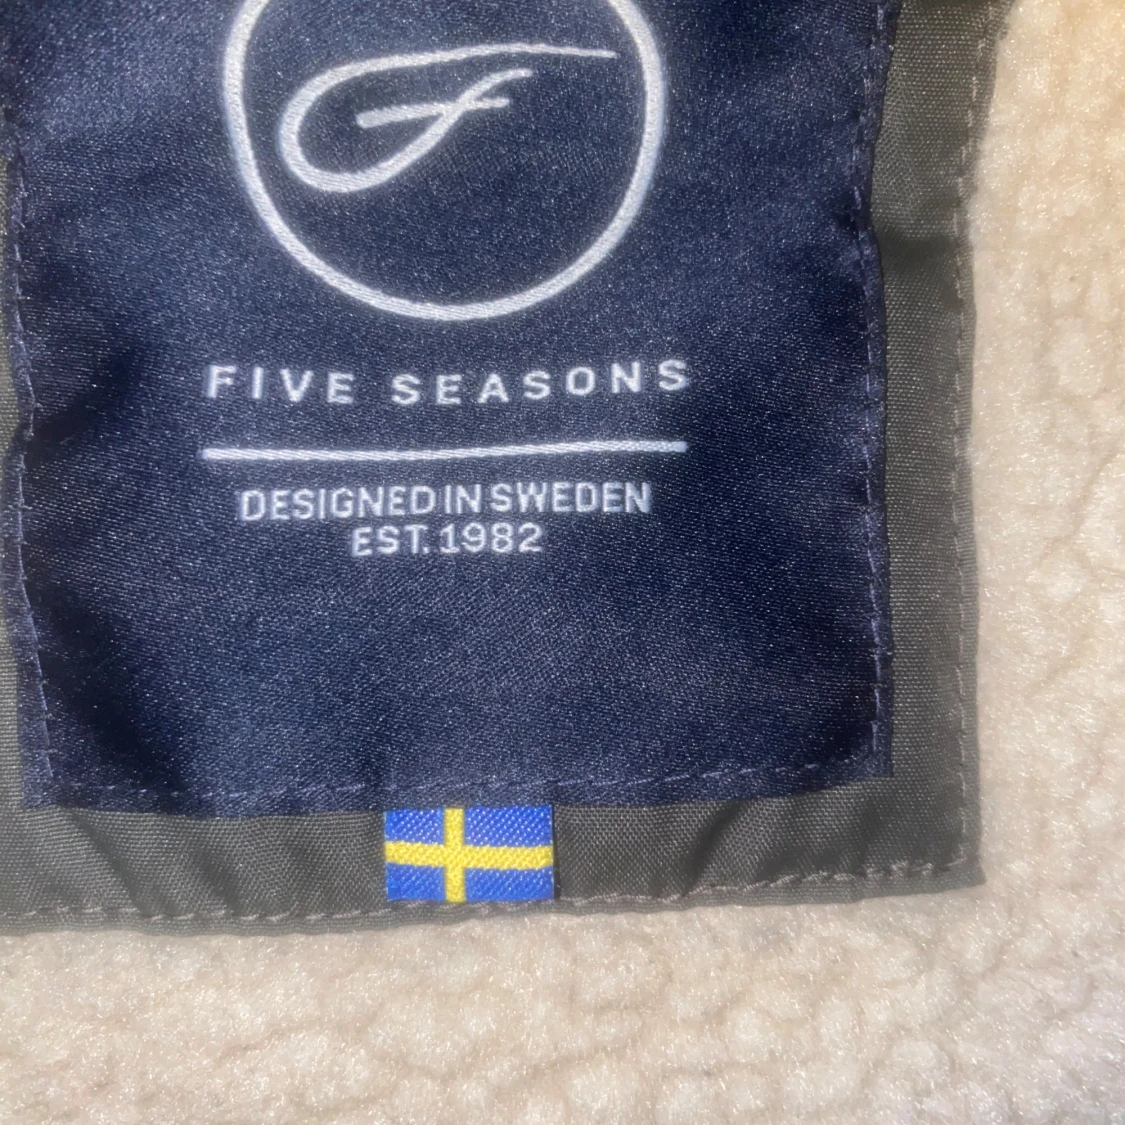 FIVE SEASONS
DESIGNED IN SWEDEN
EST. 1982